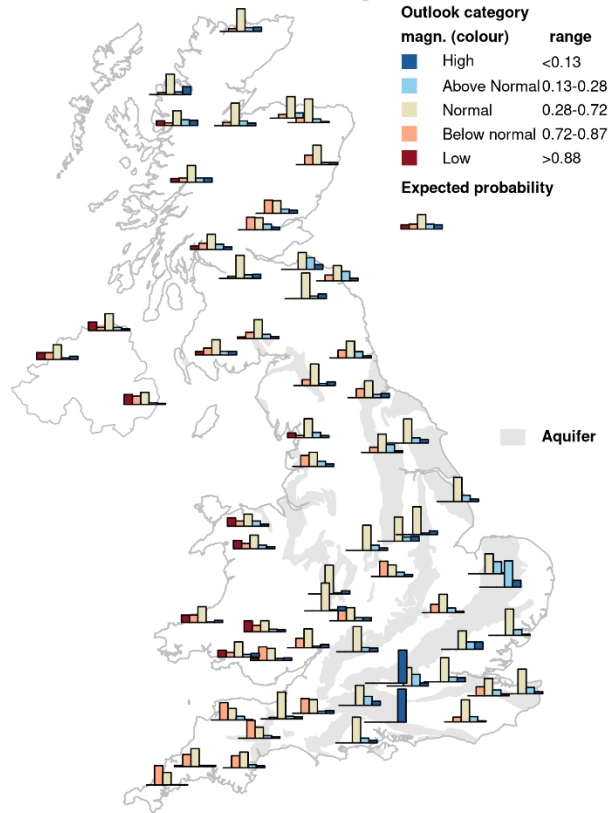 Outlook category
magn. (colour) range
High <0.13
Above Normal 0.13-0.28
Normal 0.28-0.72
Below normal 0.72-0.87
Low >0.88
Expected probability
Aquifer